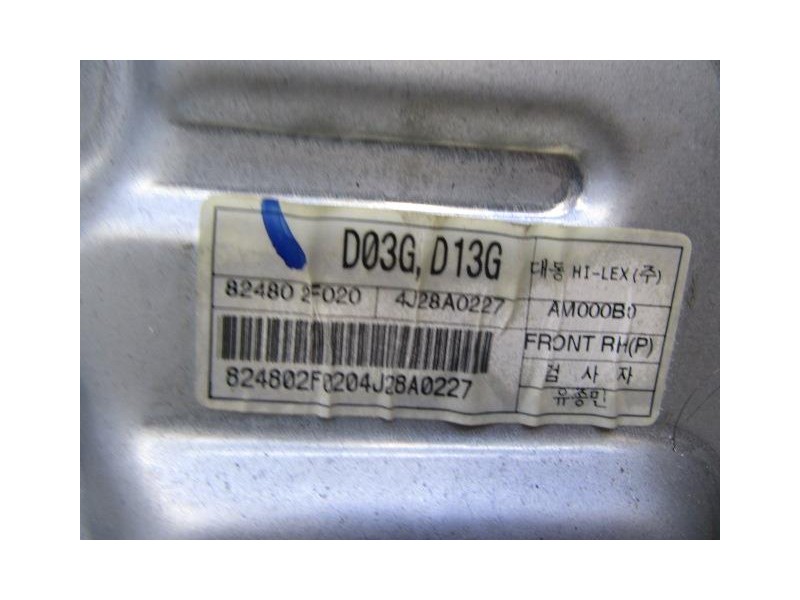 D03G, D13G
대동 HI-LEX(주)
82480 2F020 4J28A0227
AM000B0
FRONT RH(P)
824802F0204J28A0227
검 사 자
유종민